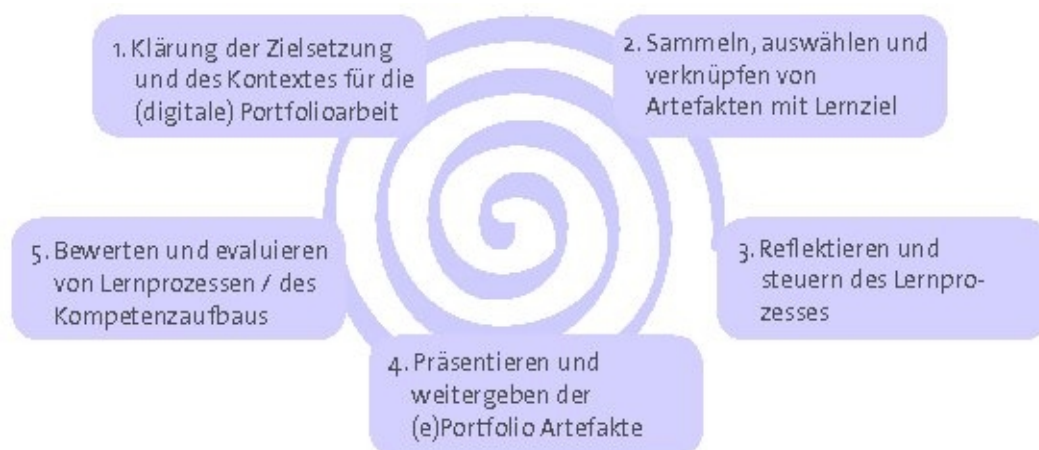 1. Klärung der Zielsetzung
und des Kontextes für die
(digitale) Portfolioarbeit
2. Sammeln, auswählen und
verknüpfen von
Artefakten mit Lernziel
3. Reflektieren und
steuern des Lernpro-
zesses
4. Präsentieren und
weitergeben der
(e)Portfolio Artefakte
5. Bewerten und evaluieren
von Lernprozessen / des
Kompetenzaufbaus